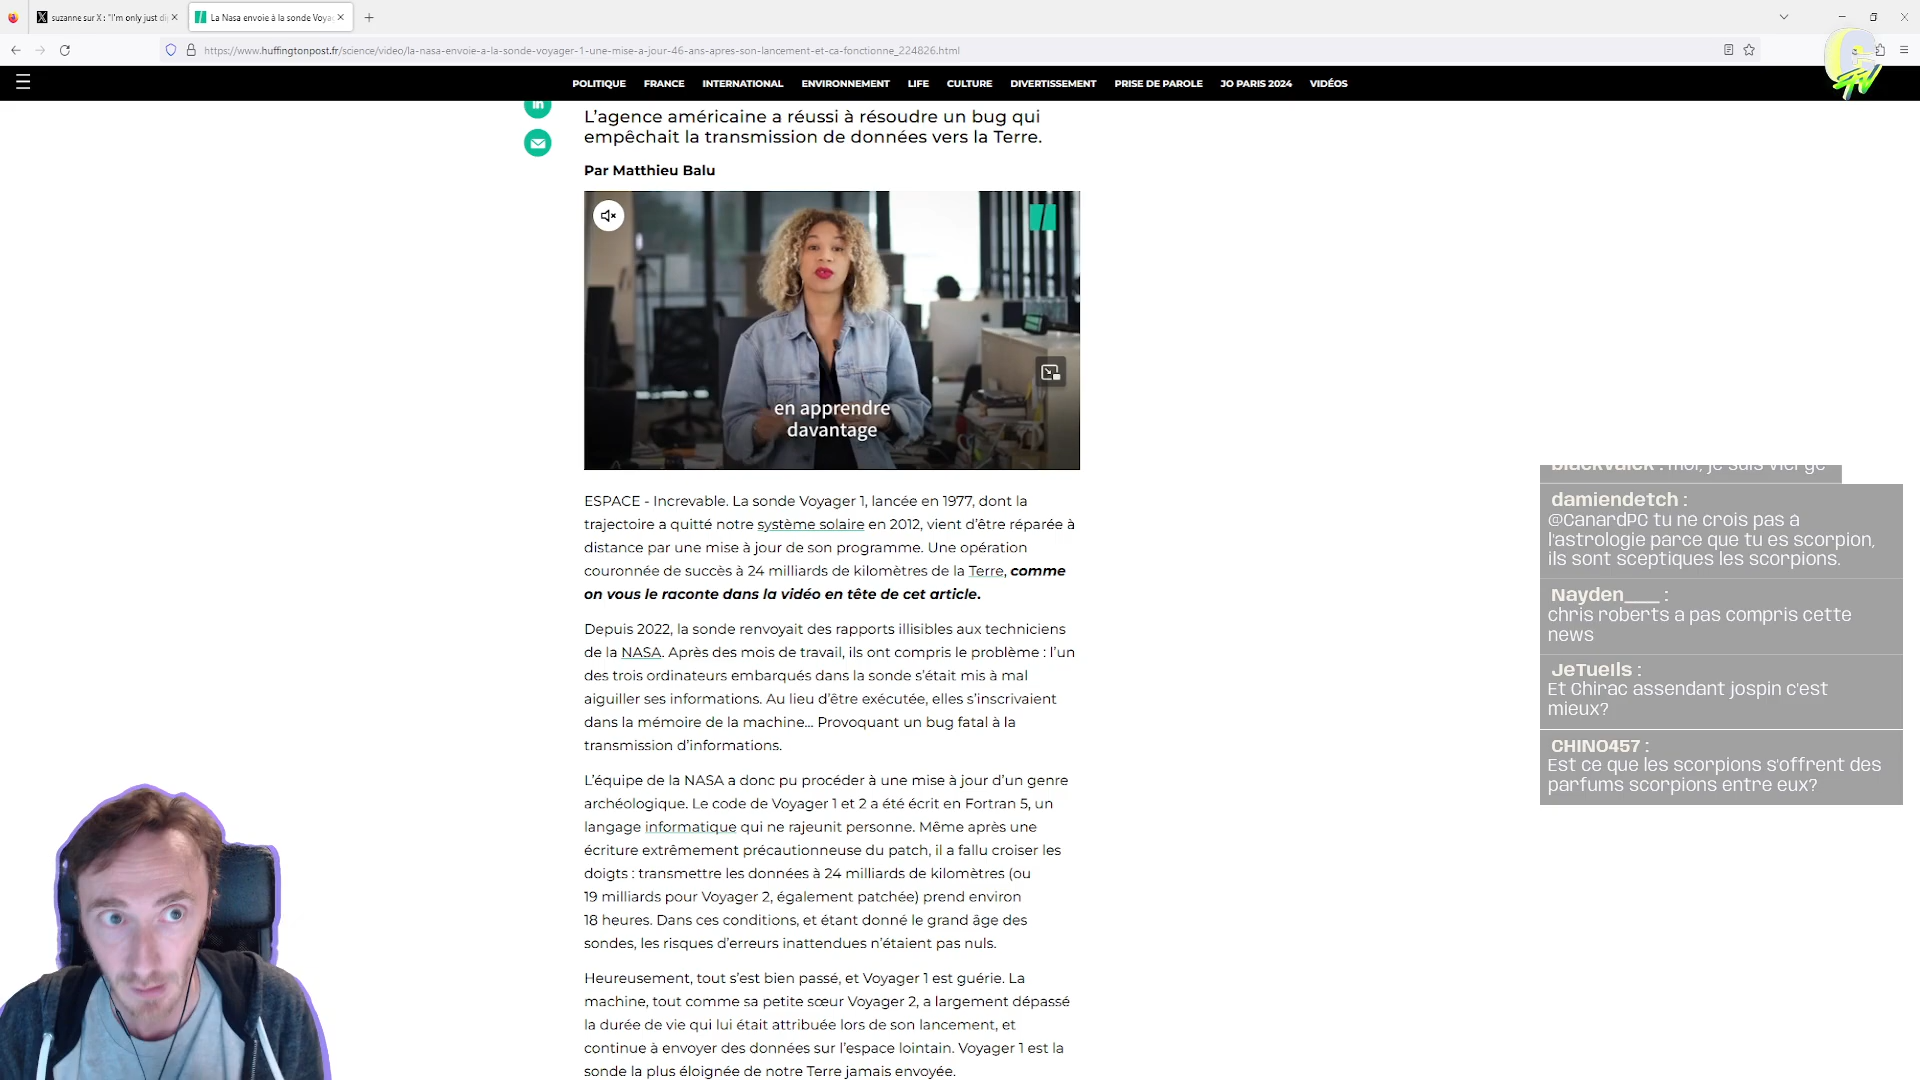 suzanne sur X : "I'm only just di
La Nasa envoie à la sonde Voya
https://www.huffingtonpost.fr/science/video/la-nasa-envoie-a-la-sonde-voyager-1-une-mise-a-jour-46-ans-apres-son-lancement-et-ca-fonctionne_224826.html
POLITIQUE FRANCE INTERNATIONAL ENVIRONNEMENT LIFE CULTURE DIVERTISSEMENT PRISE DE PAROLE JO PARIS 2024 VIDÉOS
in
L'agence américaine a réussi à résoudre un bug qui
empêchait la transmission de données vers la Terre.
Par Matthieu Balu
en apprendre
davantage
ESPACE - Increvable. La sonde Voyager 1, lancée en 1977, dont la
trajectoire a quitté notre système solaire en 2012, vient d'être réparée à
distance par une mise à jour de son programme. Une opération
couronnée de succès à 24 milliards de kilomètres de la Terre, comme
on vous le raconte dans la vidéo en tête de cet article.
Depuis 2022, la sonde renvoyait des rapports illisibles aux techniciens
de la NASA. Après des mois de travail, ils ont compris le problème : l'un
des trois ordinateurs embarqués dans la sonde s'était mis à mal
aiguiller ses informations. Au lieu d'être exécutée, elles s'inscrivaient
dans la mémoire de la machine... Provoquant un bug fatal à la
transmission d'informations.
L'équipe de la NASA a donc pu procéder à une mise à jour d'un genre
archéologique. Le code de Voyager 1 et 2 a été écrit en Fortran 5, un
langage informatique qui ne rajeunit personne. Même après une
écriture extrêmement précautionneuse du patch, il a fallu croiser les
doigts : transmettre les données à 24 milliards de kilomètres (ou
19 milliards pour Voyager 2, également patchée) prend environ
18 heures. Dans ces conditions, et étant donné le grand âge des
sondes, les risques d'erreurs inattendues n'étaient pas nuls.
Heureusement, tout s'est bien passé, et Voyager 1 est guérie. La
machine, tout comme sa petite sœur Voyager 2, a largement dépassé
la durée de vie qui lui était attribuée lors de son lancement, et
continue à envoyer des données sur l'espace lointain. Voyager 1 est la
sonde la plus éloignée de notre Terre jamais envoyée.
C TV
blackvalck : moi, je suis vierge
damiendetch :
@CanardPC tu ne crois pas à
l'astrologie parce que tu es scorpion,
ils sont sceptiques les scorpions.
Nayden___ :
chris roberts a pas compris cette
news
JeTueIls :
Et Chirac assendant jospin c'est
mieux?
CHINO457 :
Est ce que les scorpions s'offrent des
parfums scorpions entre eux?